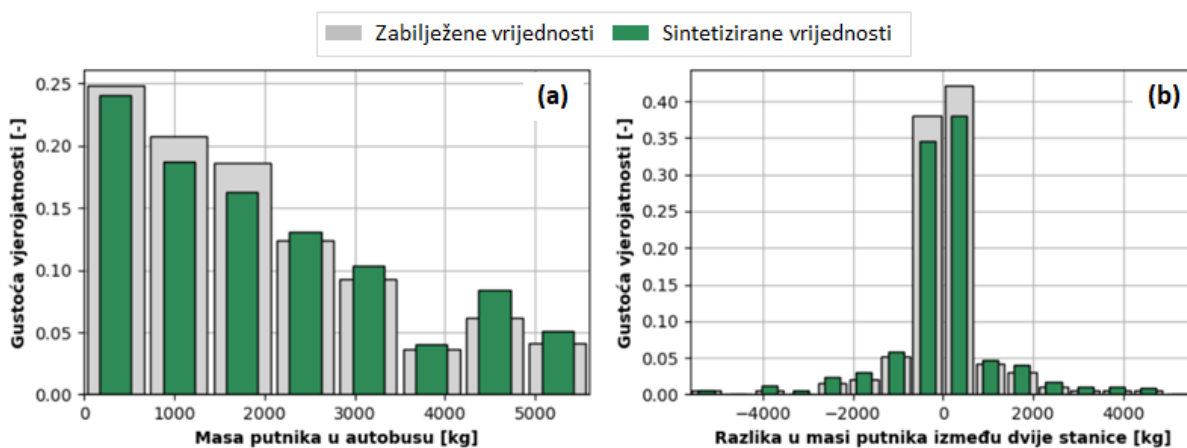 Zabilježene vrijednosti Sintetizirane vrijednosti
(a)
Gustoća vjerojatnosti [-]
0.25
0.20
0.15
0.10
0.05
0.00
0 1000 2000 3000 4000 5000
Masa putnika u autobusu [kg]
(b)
Gustoća vjerojatnosti [-]
0.40
0.35
0.30
0.25
0.20
0.15
0.10
0.05
0.00
−4000 −2000 0 2000 4000
Razlika u masi putnika između dvije stanice [kg]